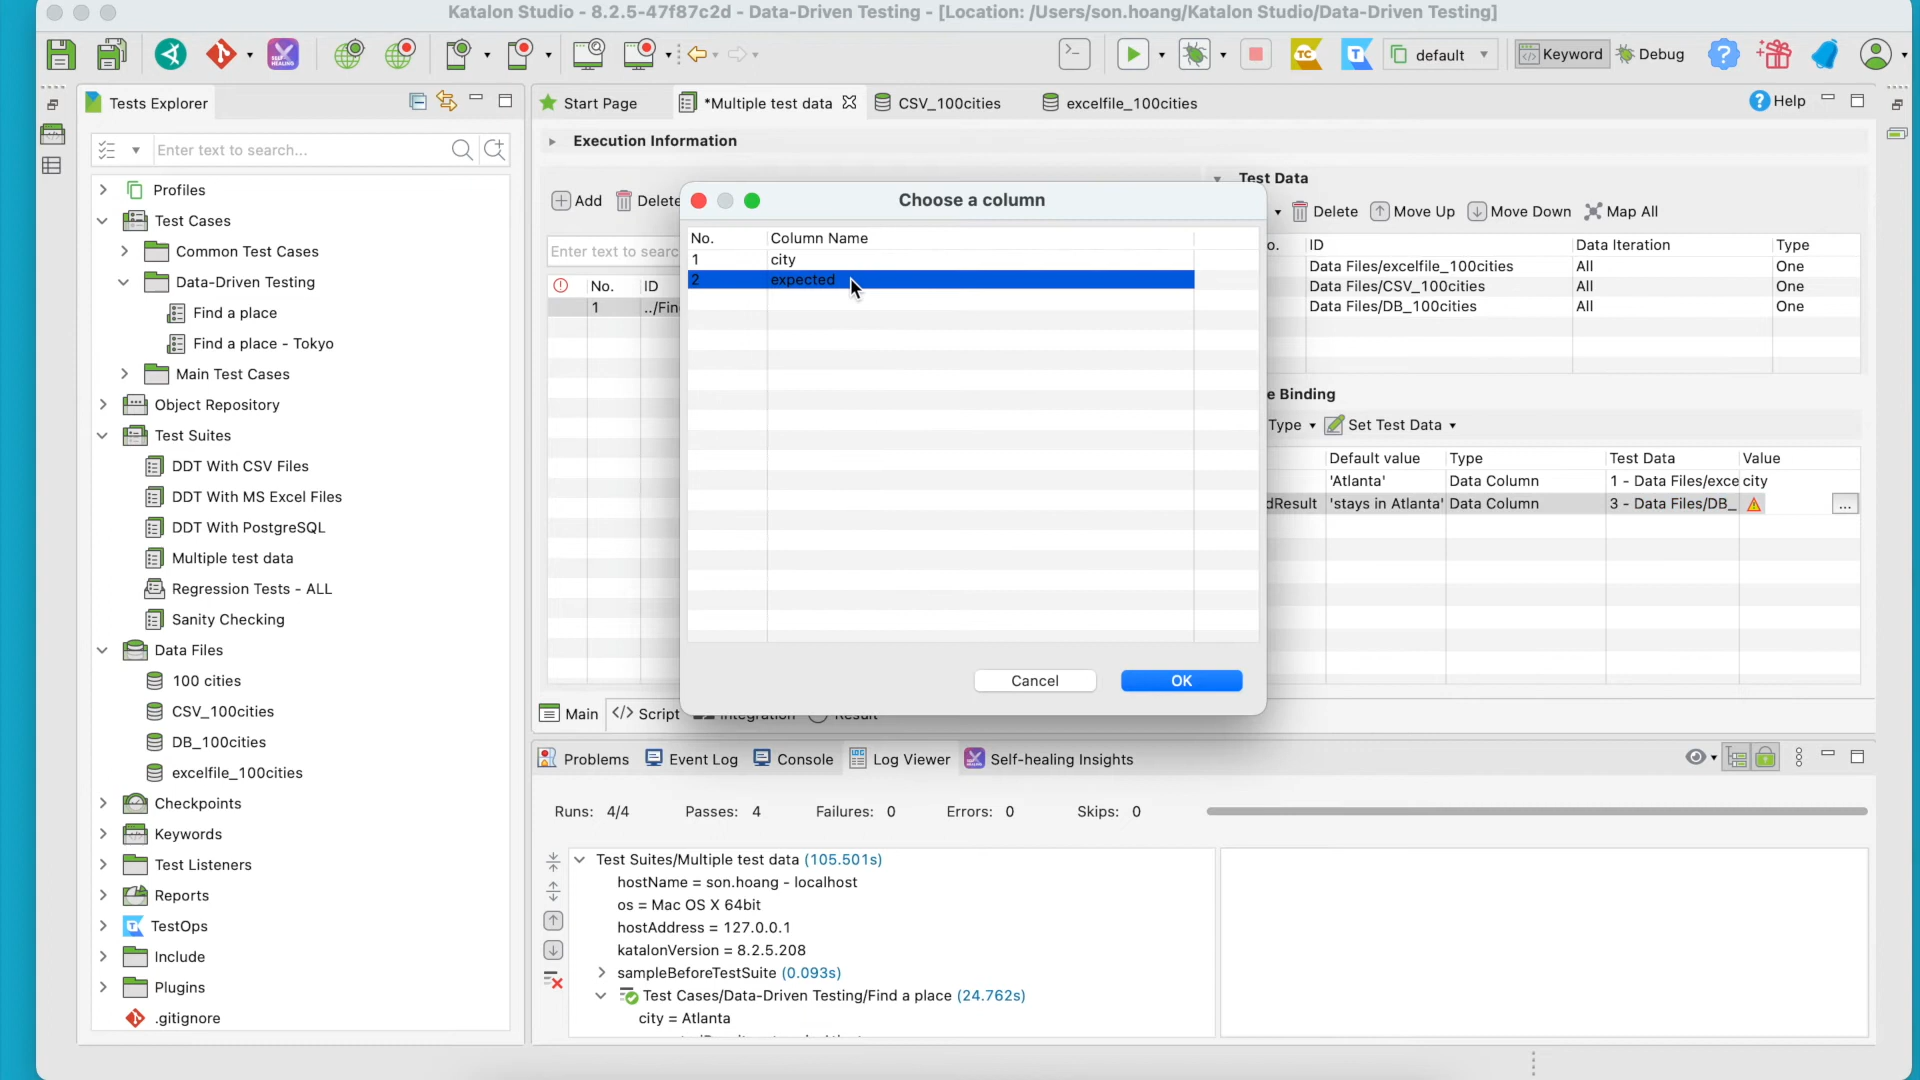 Katalon Studio - 8.2.5-47f87c2d - Data-Driven Testing - [Location: /Users/son.hoang/Katalon Studio/Data-Driven Testing]
default
Keyword
Debug
Tests Explorer
Start Page
*Multiple test data
CSV_100cities
excelfile_100cities
Help
Enter text to search...
Profiles
Test Cases
Common Test Cases
Data-Driven Testing
Find a place
Find a place - Tokyo
Main Test Cases
Object Repository
Test Suites
DDT With CSV Files
DDT With MS Excel Files
DDT With PostgreSQL
Multiple test data
Regression Tests - ALL
Sanity Checking
Data Files
100 cities
CSV_100cities
DB_100cities
excelfile_100cities
Checkpoints
Keywords
Test Listeners
Reports
TestOps
Include
Plugins
.gitignore
Execution Information
Add
Delete
Enter text to searc
No. ID
1 ../Fin
Choose a column
No. Column Name
1 city
2 expected
Cancel
OK
Test Data
Delete Move Up Move Down Map All
o. ID Data Iteration Type
Data Files/excelfile_100cities All One
Data Files/CSV_100cities All One
Data Files/DB_100cities All One
e Binding
Type Set Test Data
Default value Type Test Data Value
'Atlanta' Data Column 1 - Data Files/exce city
dResult 'stays in Atlanta' Data Column 3 - Data Files/DB_ ...
Main
Script
Integration
Result
Problems
Event Log
Console
Log Viewer
Self-healing Insights
Runs: 4/4 Passes: 4 Failures: 0 Errors: 0 Skips: 0
Test Suites/Multiple test data (105.501s)
hostName = son.hoang - localhost
os = Mac OS X 64bit
hostAddress = 127.0.0.1
katalonVersion = 8.2.5.208
sampleBeforeTestSuite (0.093s)
Test Cases/Data-Driven Testing/Find a place (24.762s)
city = Atlanta